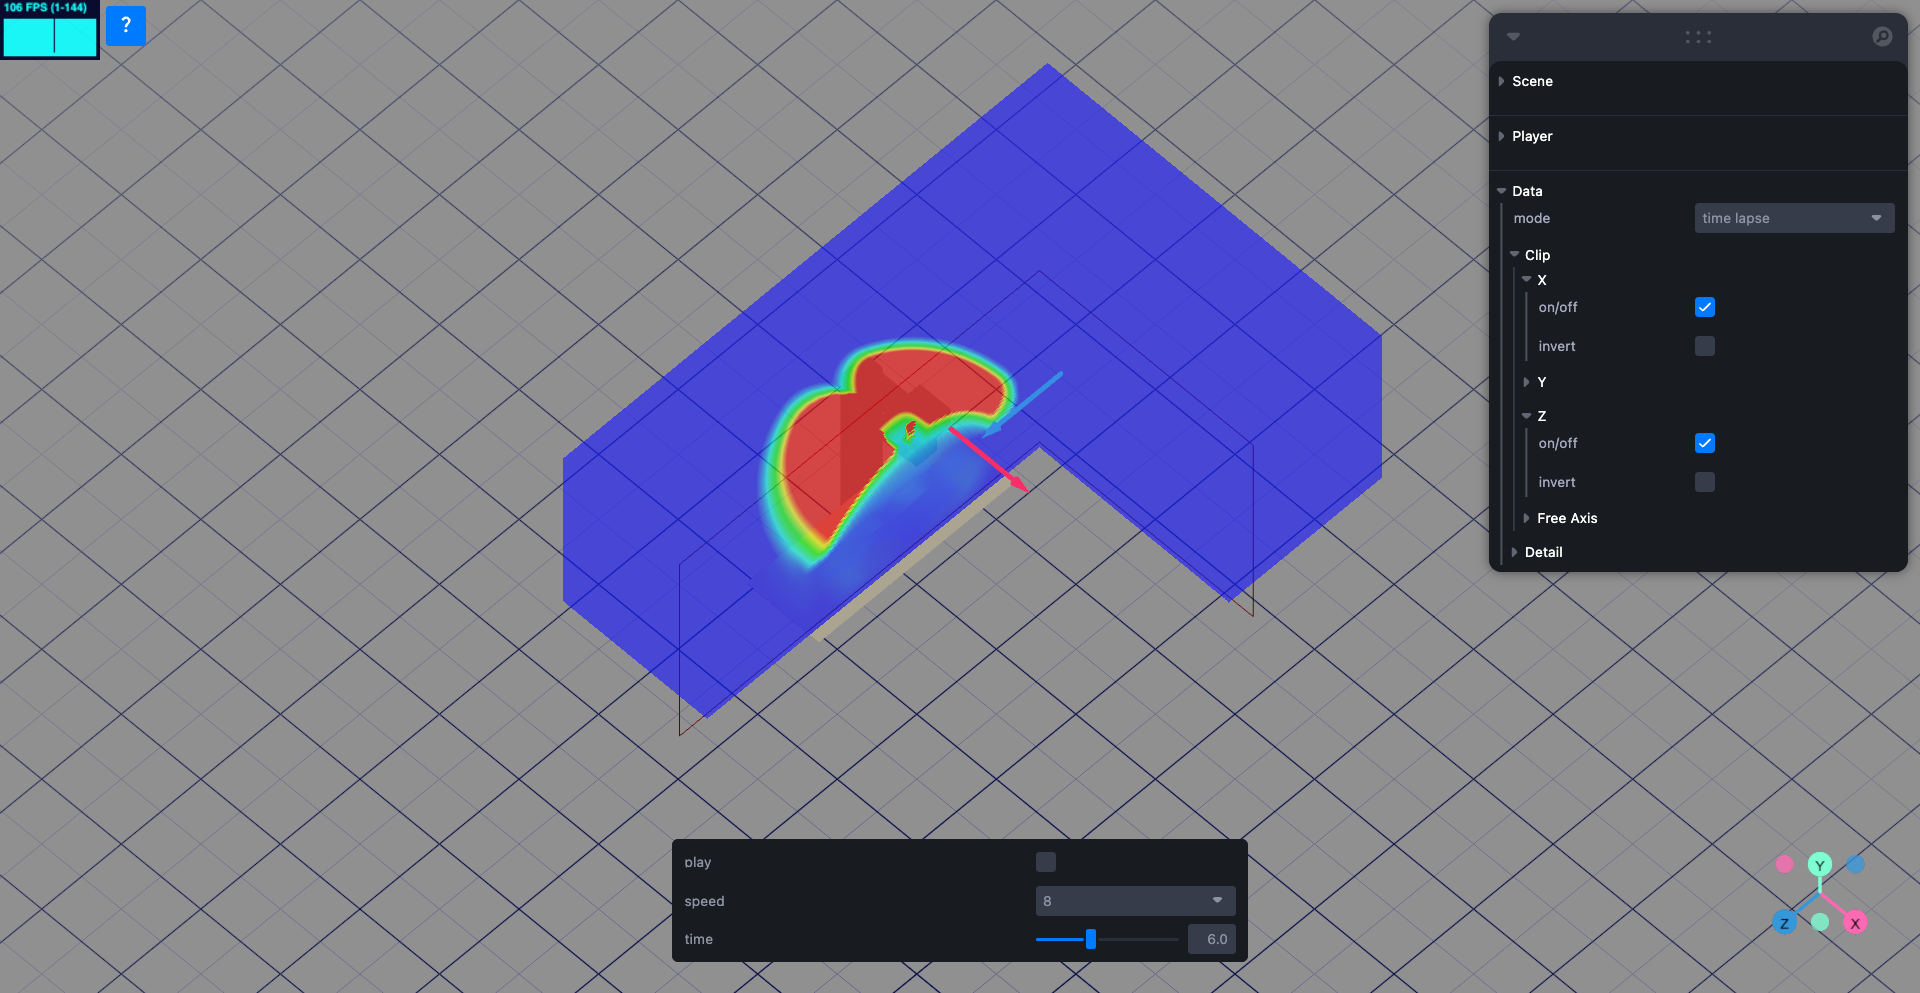 106 FPS (1-144)
?
Scene
Player
Data
mode
time lapse
Clip
X
on/off
invert
Y
Z
on/off
invert
Free Axis
Detail
play
speed
8
time
6.0
Y
Z
X